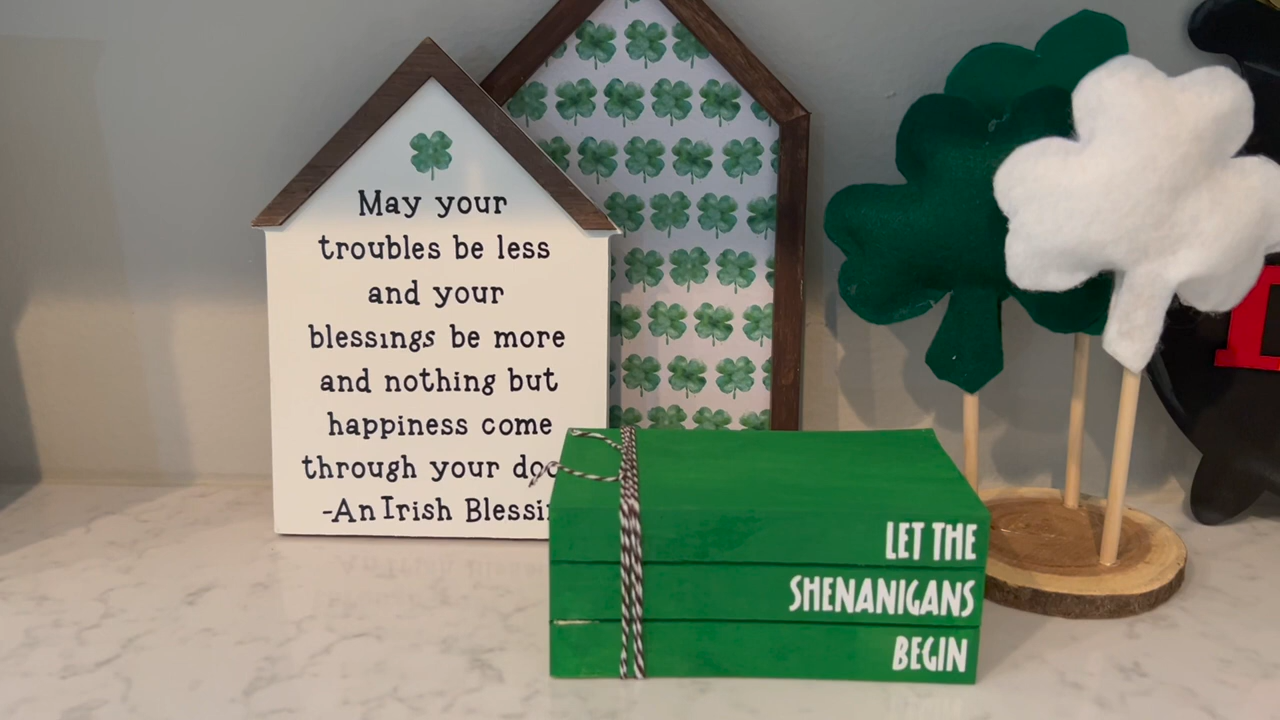 May your
troubles be less
and your
blessings be more
and nothing but
happiness come
through your
-An Irish
LET THE
SHENANIGANS
BEGIN